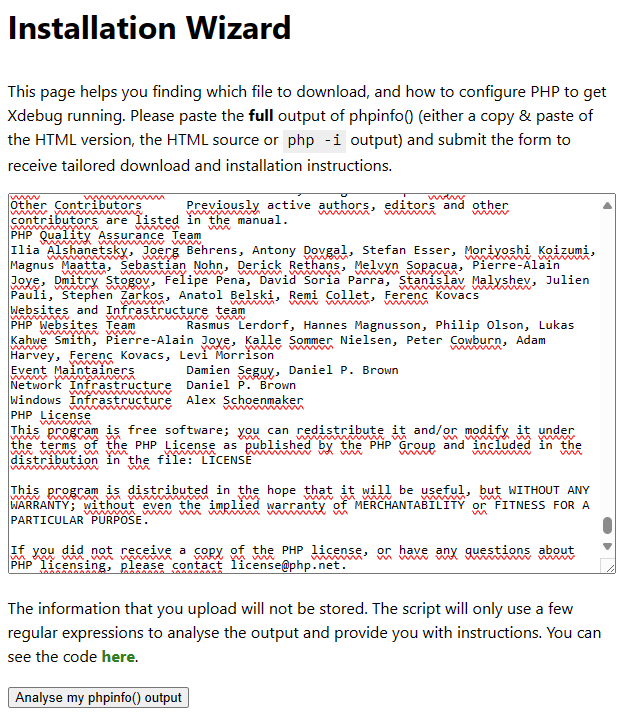 Installation Wizard
This page helps you finding which file to download, and how to configure PHP to get
Xdebug running. Please paste the full output of phpinfo() (either a copy & paste of
the HTML version, the HTML source or php -i output) and submit the form to
receive tailored download and installation instructions.
Other Contributors Previously active authors, editors and other
contributors are listed in the manual.
PHP Quality Assurance Team
Ilia Alshanetsky, Joerg Behrens, Antony Dovgal, Stefan Esser, Moriyoshi Koizumi,
Magnus Maatta, Sebastian Nohn, Derick Rethans, Melvyn Sopacua, Pierre-Alain
Joye, Dmitry Stogov, Felipe Pena, David Soria Parra, Stanislav Malyshev, Julien
Pauli, Stephen Zarkos, Anatol Belski, Remi Collet, Ferenc Kovacs
Websites and Infrastructure team
PHP Websites Team Rasmus Lerdorf, Hannes Magnusson, Philip Olson, Lukas
Kahwe Smith, Pierre-Alain Joye, Kalle Sommer Nielsen, Peter Cowburn, Adam
Harvey, Ferenc Kovacs, Levi Morrison
Event Maintainers Damien Seguy, Daniel P. Brown
Network Infrastructure Daniel P. Brown
Windows Infrastructure Alex Schoenmaker
PHP License
This program is free software; you can redistribute it and/or modify it under
the terms of the PHP License as published by the PHP Group and included in the
distribution in the file: LICENSE
This program is distributed in the hope that it will be useful, but WITHOUT ANY
WARRANTY; without even the implied warranty of MERCHANTABILITY or FITNESS FOR A
PARTICULAR PURPOSE.
If you did not receive a copy of the PHP license, or have any questions about
PHP licensing, please contact license@php.net.
The information that you upload will not be stored. The script will only use a few
regular expressions to analyse the output and provide you with instructions. You can
see the code here.
Analyse my phpinfo() output